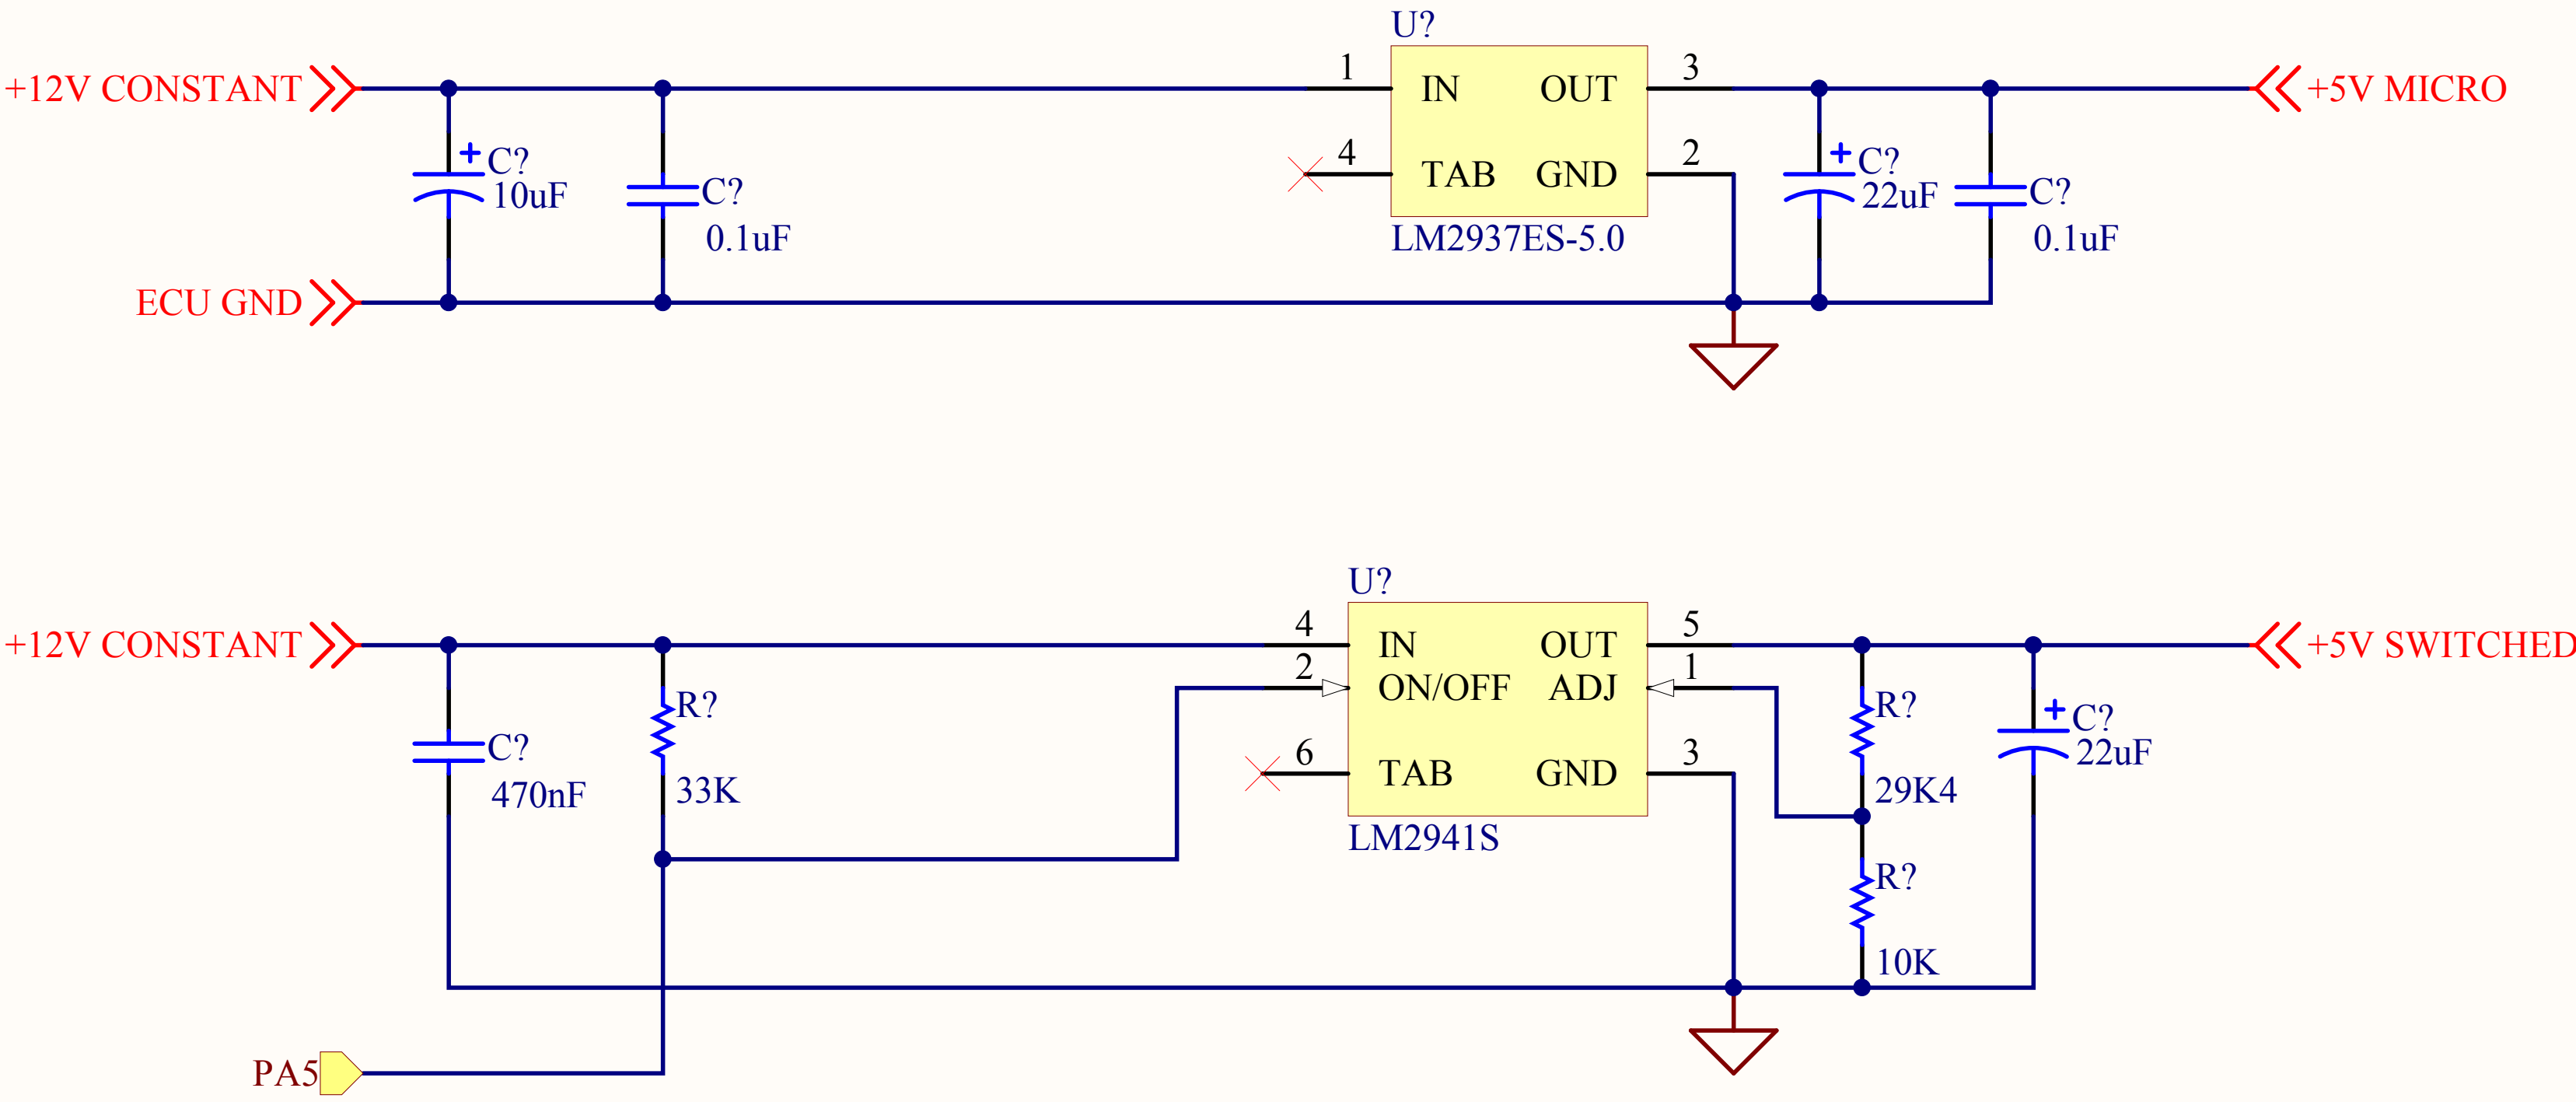 U?
+12V CONSTANT
1
IN
OUT
3
+5V MICRO
4
TAB
GND
2
+
C?
10uF
C?
0.1uF
LM2937ES-5.0
+
C?
22uF
C?
0.1uF
ECU GND
U?
+12V CONSTANT
4
IN
OUT
5
+5V SWITCHED
2
ON/OFF
ADJ
1
6
TAB
GND
3
C?
470nF
R?
33K
LM2941S
R?
29K4
+
C?
22uF
R?
10K
PA5